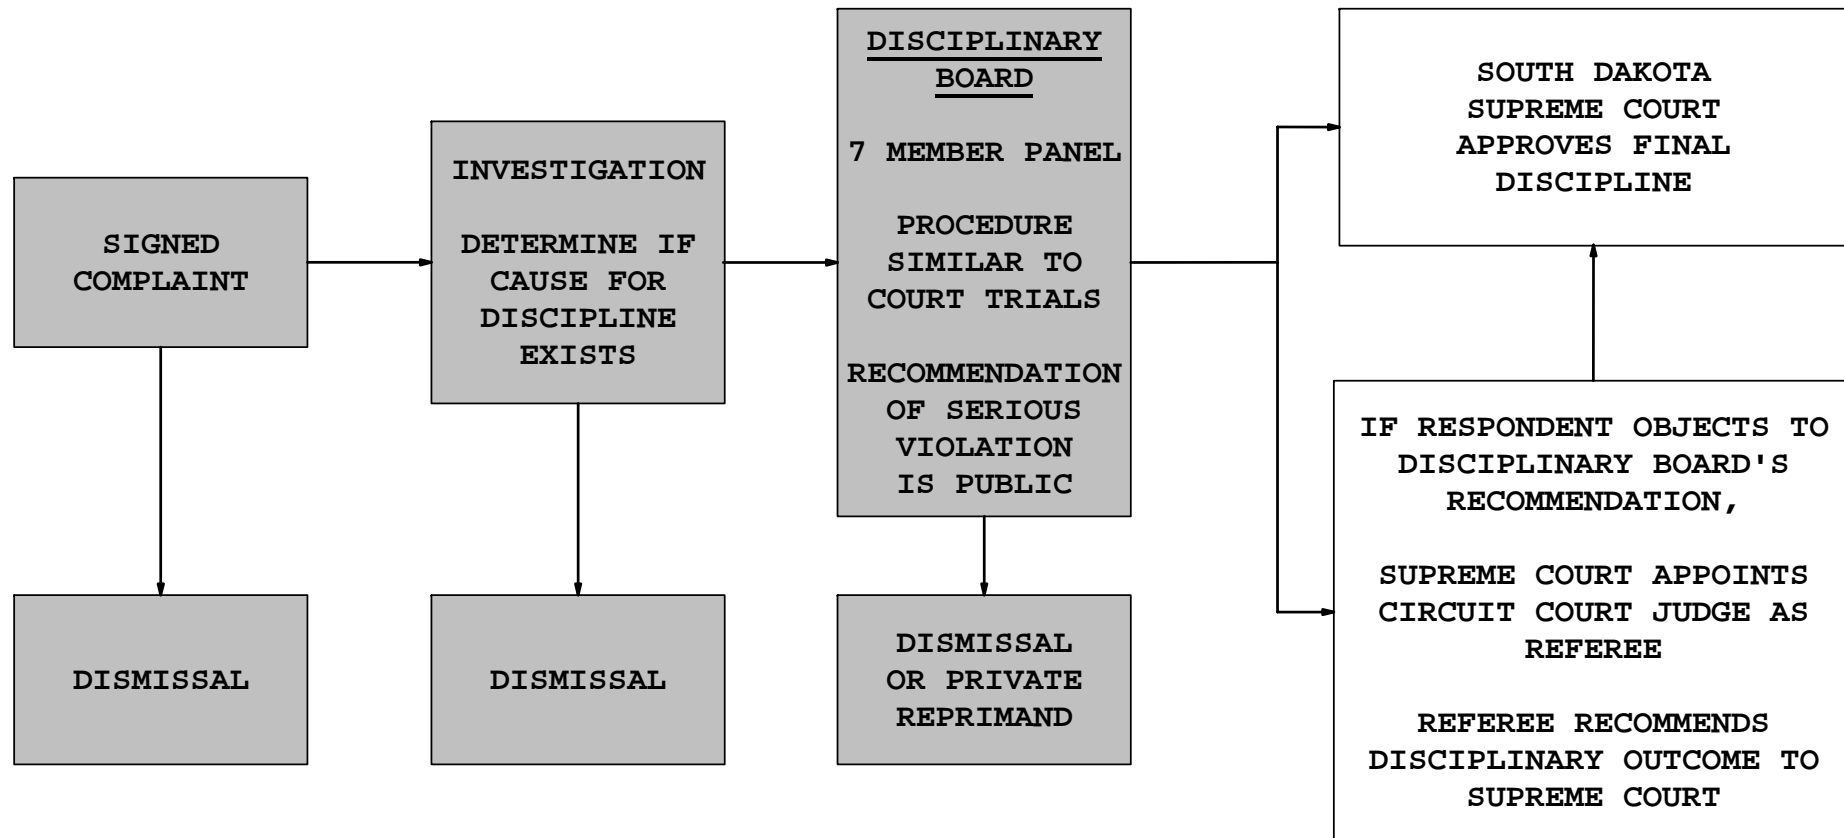 SIGNED
COMPLAINT
DISMISSAL
INVESTIGATION
DETERMINE IF
CAUSE FOR
DISCIPLINE
EXISTS
DISMISSAL
DISCIPLINARY
BOARD
7 MEMBER PANEL
PROCEDURE
SIMILAR TO
COURT TRIALS
RECOMMENDATION
OF SERIOUS
VIOLATION
IS PUBLIC
DISMISSAL
OR PRIVATE
REPRIMAND
SOUTH DAKOTA
SUPREME COURT
APPROVES FINAL
DISCIPLINE
IF RESPONDENT OBJECTS TO
DISCIPLINARY BOARD'S
RECOMMENDATION,
SUPREME COURT APPOINTS
CIRCUIT COURT JUDGE AS
REFEREE
REFEREE RECOMMENDS
DISCIPLINARY OUTCOME TO
SUPREME COURT